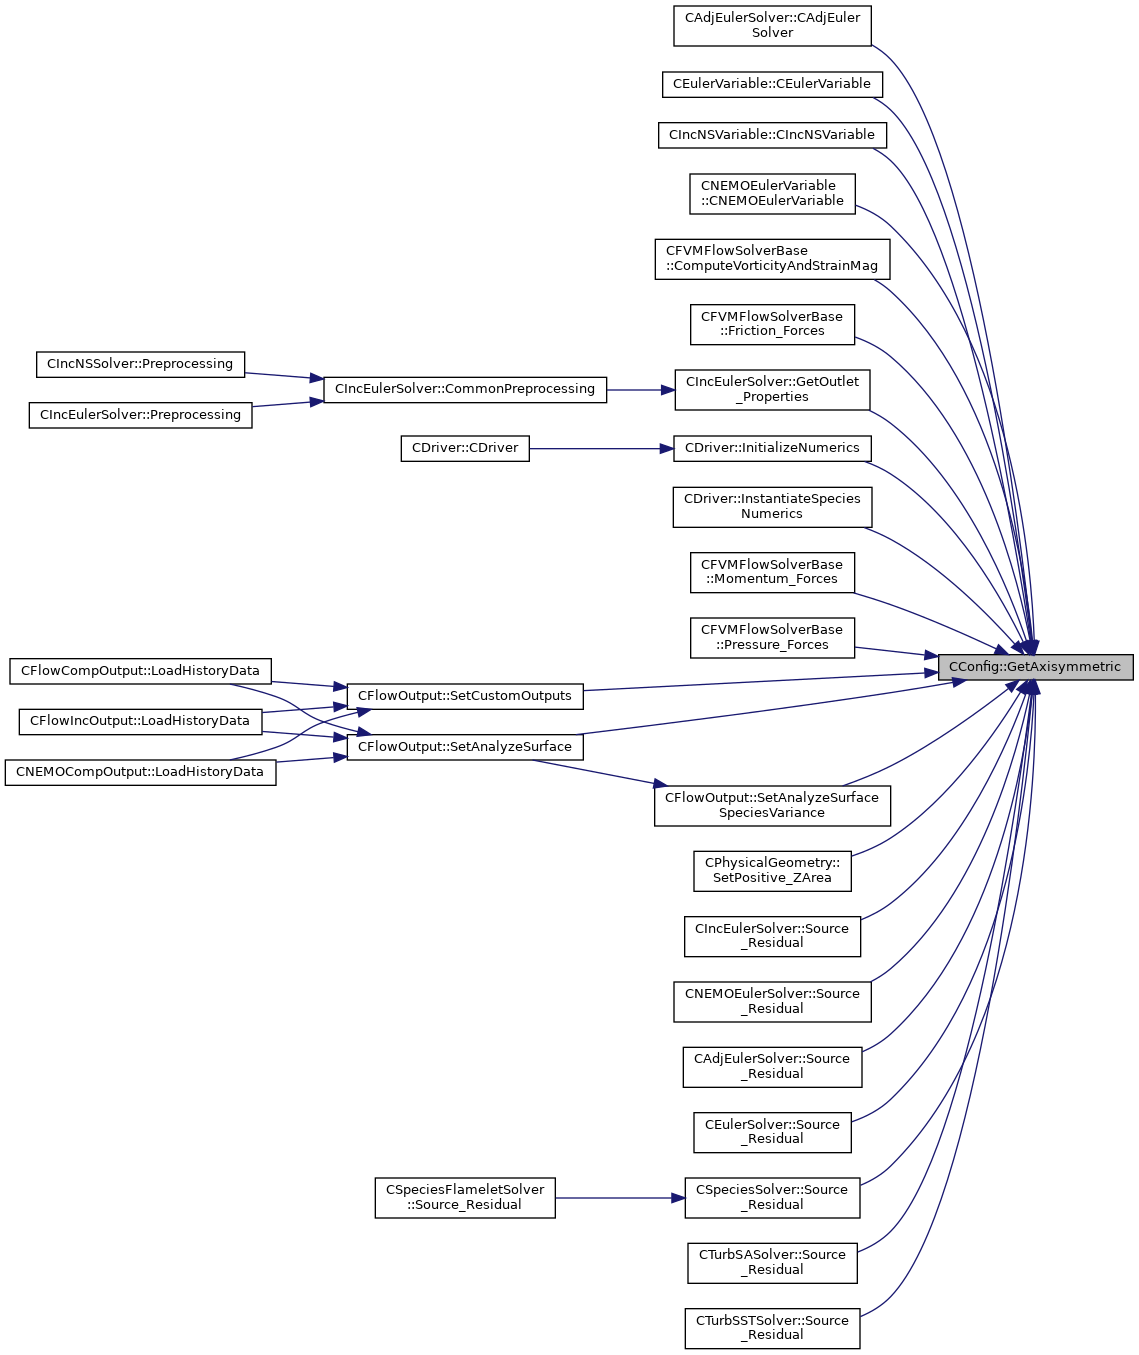 CAdjEulerSolver::CAdjEuler
Solver
CEulerVariable::CEulerVariable
CIncNSVariable::CIncNSVariable
CNEMOEulerVariable
::CNEMOEulerVariable
CFVMFlowSolverBase
::ComputeVorticityAndStrainMag
CFVMFlowSolverBase
::Friction_Forces
CIncNSSolver::Preprocessing
CIncEulerSolver::Preprocessing
CIncEulerSolver::CommonPreprocessing
CIncEulerSolver::GetOutlet
_Properties
CDriver::CDriver
CDriver::InitializeNumerics
CDriver::InstantiateSpecies
Numerics
CFVMFlowSolverBase
::Momentum_Forces
CFVMFlowSolverBase
::Pressure_Forces
CConfig::GetAxisymmetric
CFlowCompOutput::LoadHistoryData
CFlowIncOutput::LoadHistoryData
CNEMOCompOutput::LoadHistoryData
CFlowOutput::SetCustomOutputs
CFlowOutput::SetAnalyzeSurface
CFlowOutput::SetAnalyzeSurface
SpeciesVariance
CPhysicalGeometry::
SetPositive_ZArea
CIncEulerSolver::Source
_Residual
CNEMOEulerSolver::Source
_Residual
CAdjEulerSolver::Source
_Residual
CEulerSolver::Source
_Residual
CSpeciesFlameletSolver
::Source_Residual
CSpeciesSolver::Source
_Residual
CTurbSASolver::Source
_Residual
CTurbSSTSolver::Source
_Residual